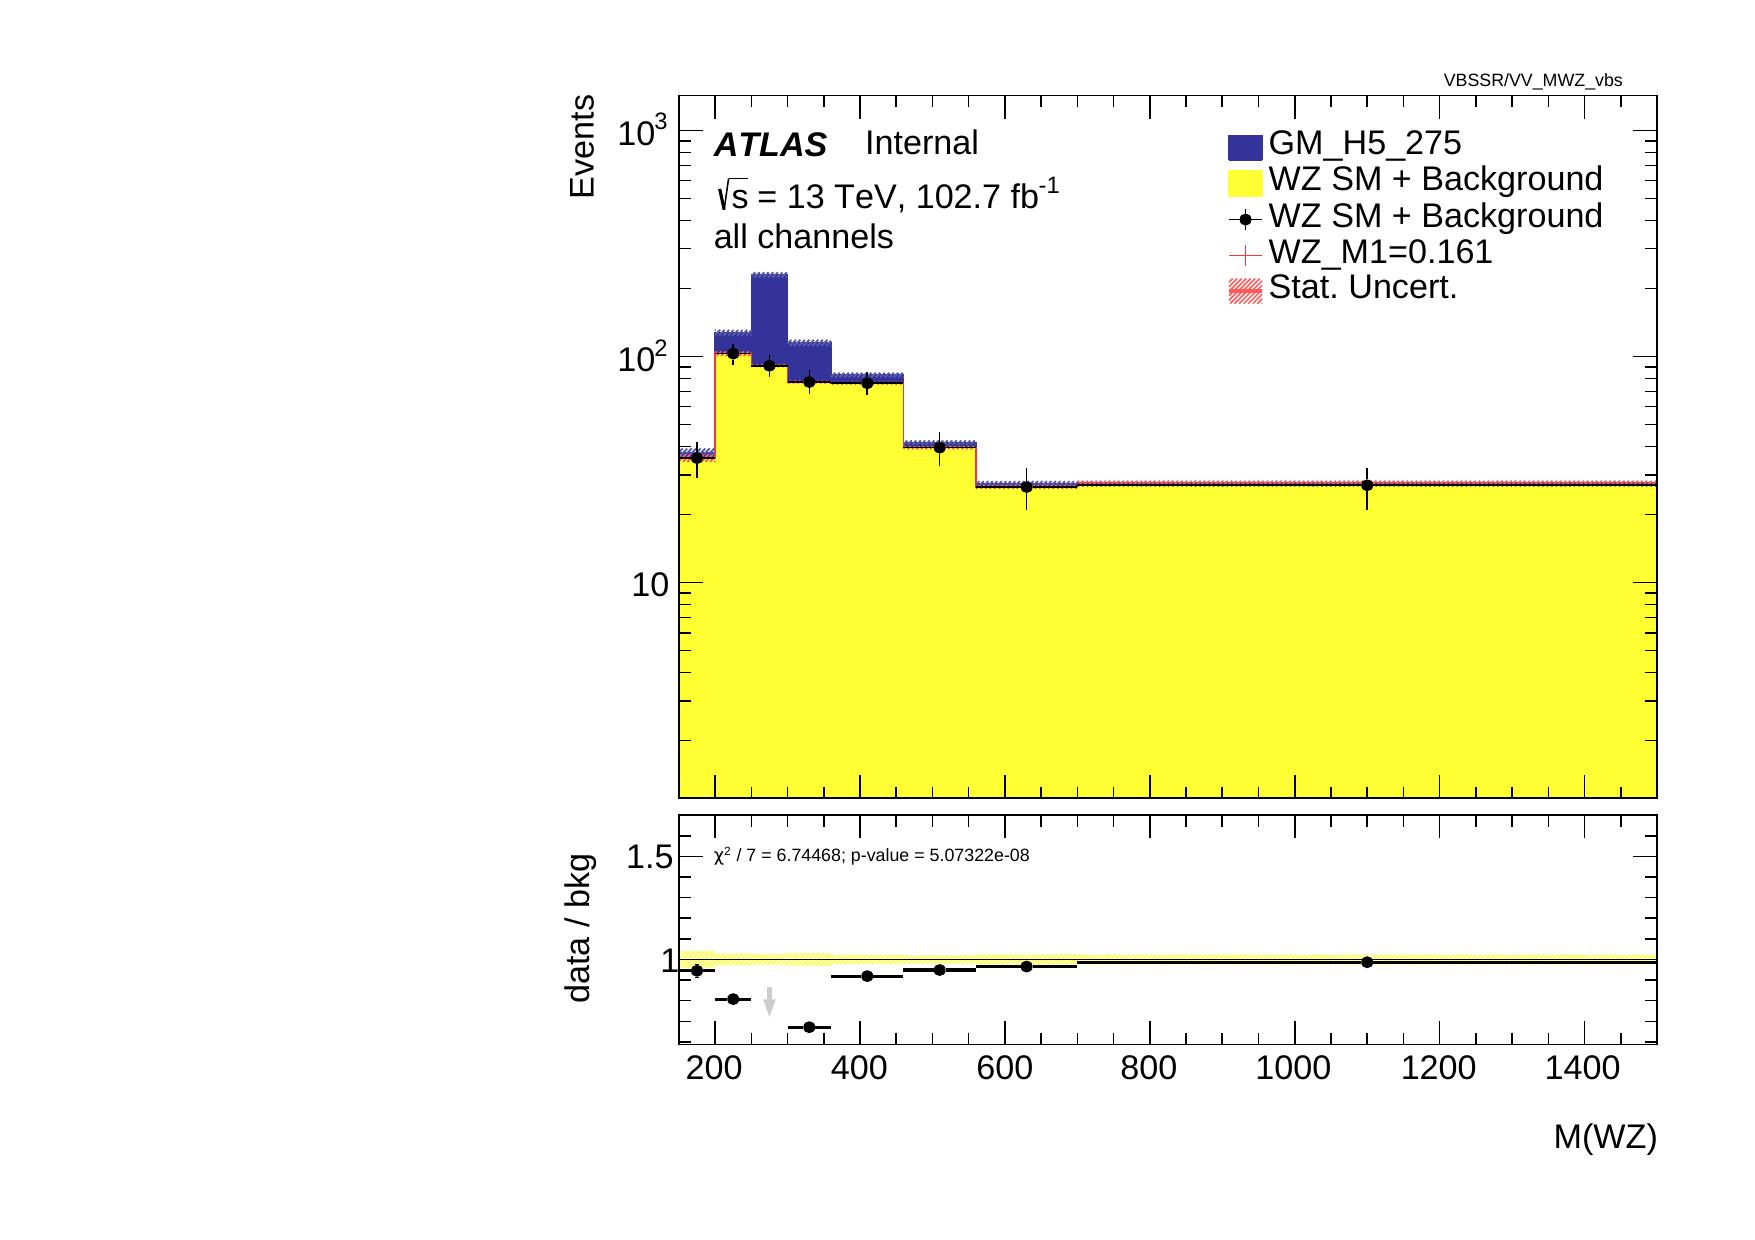 VBSSR/VV_MWZ_vbs
Events
10³
10²
10
ATLAS Internal
√s = 13 TeV, 102.7 fb⁻¹
all channels
GM_H5_275
WZ SM + Background
WZ SM + Background
WZ_M1=0.161
Stat. Uncert.
data / bkg
1.5
1
χ² / 7 = 6.74468; p-value = 5.07322e-08
200 400 600 800 1000 1200 1400
M(WZ)